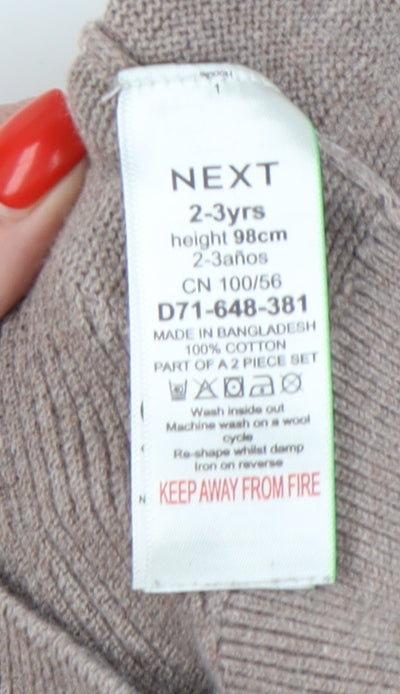 1
NEXT
2-3yrs
height 98cm
2-3años
CN 100/56
D71-648-381
MADE IN BANGLADESH
100% COTTON
PART OF A 2 PIECE SET
Wash inside out
Machine wash on a wool
cycle
Re-shape whilst damp
Iron on reverse
KEEP AWAY FROM FIRE
N